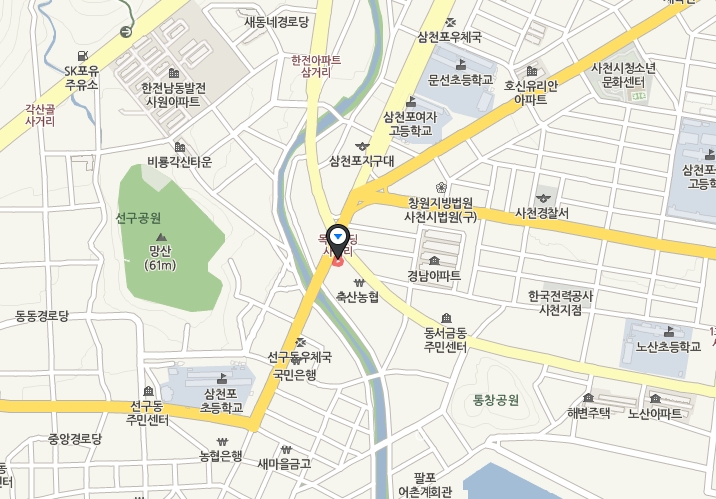 새동네경로당
삼천포우체국
SK포유
주유소
한전아파트
삼거리
문선초등학교
호신유리안
아파트
사천시청소년
문화센터
한전남동발전
사원아파트
각산골
사거리
삼천포여자
고등학교
비룡각산타운
삼천포지구대
삼천포
고등학
창원지방법원
사천시법원(구)
사천경찰서
선구공원
망산
(61m)
경남아파트
축산농협
한국전력공사
사천지점
동동경로당
동서금동
주민센터
노산초등학교
선구동우체국
국민은행
삼천포
초등학교
선구동
주민센터
통창공원
해변주택
노산아파트
중앙경로당
농협은행
새마을금고
팔포
어촌계회관